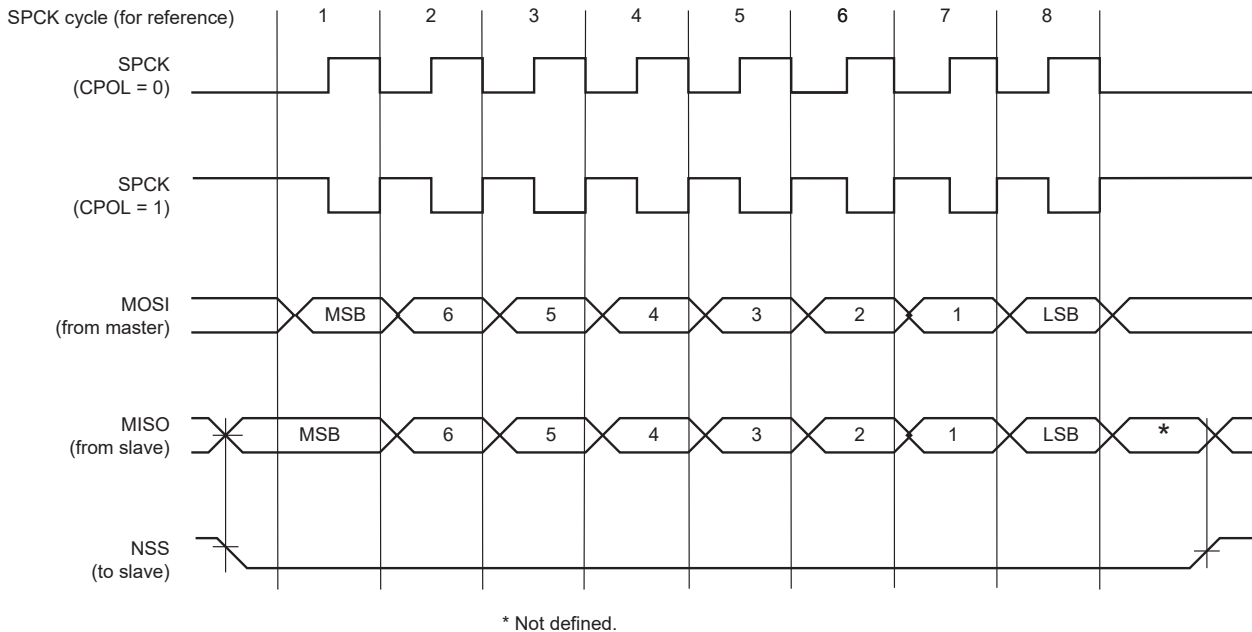 SPCK cycle (for reference) 1 2 3 4 5 6 7 8
SPCK
(CPOL = 0)
SPCK
(CPOL = 1)
MOSI
(from master)
MSB 6 5 4 3 2 1 LSB
MISO
(from slave)
MSB 6 5 4 3 2 1 LSB *
NSS
(to slave)
* Not defined.